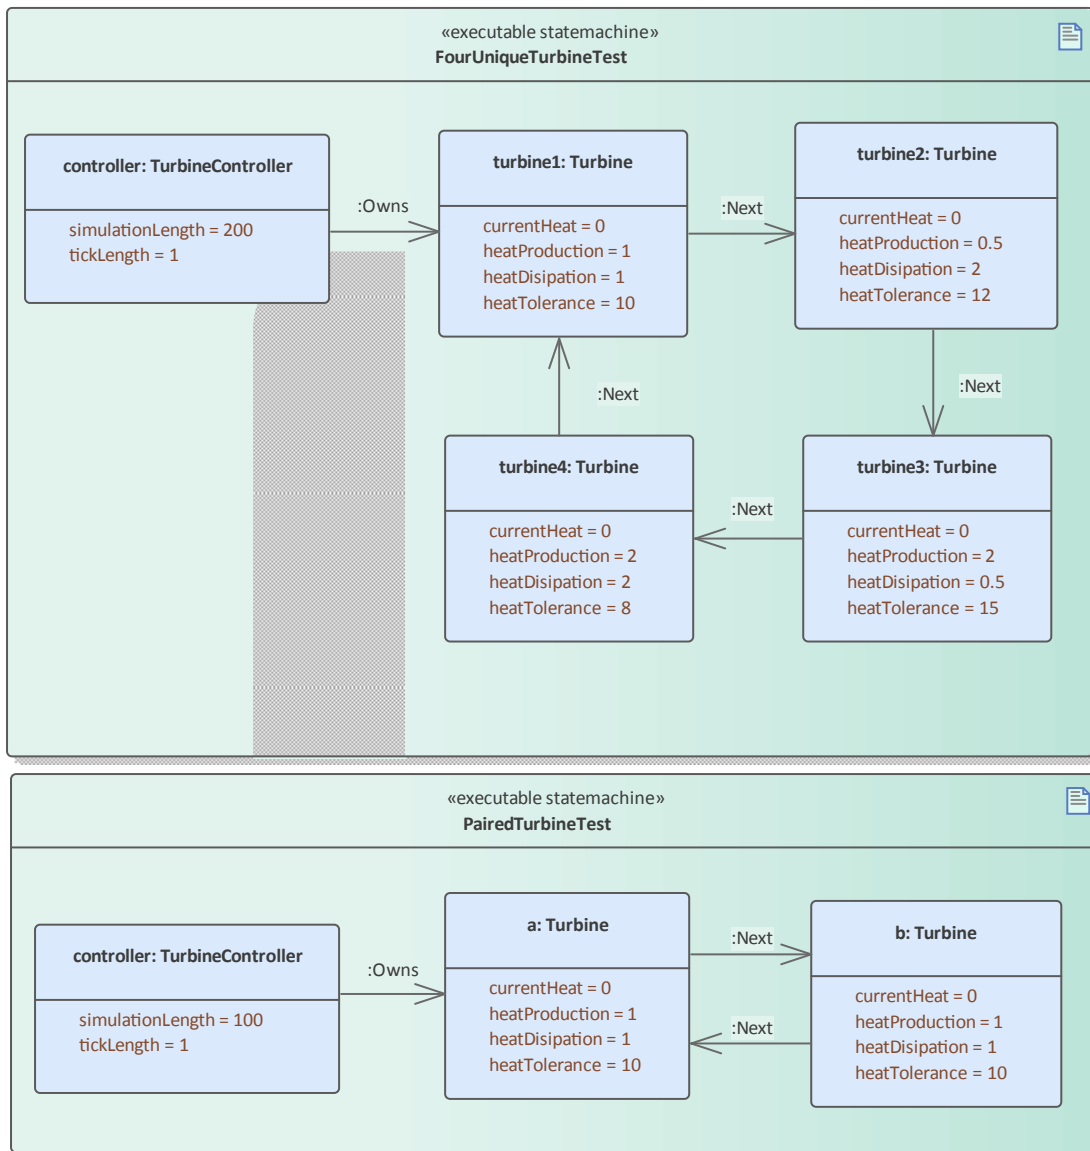 «executable statemachine»
FourUniqueTurbineTest
controller: TurbineController
simulationLength = 200
tickLength = 1
:Owns
turbine1: Turbine
currentHeat = 0
heatProduction = 1
heatDisipation = 1
heatTolerance = 10
:Next
turbine2: Turbine
currentHeat = 0
heatProduction = 0.5
heatDisipation = 2
heatTolerance = 12
:Next
:Next
turbine4: Turbine
currentHeat = 0
heatProduction = 2
heatDisipation = 2
heatTolerance = 8
:Next
turbine3: Turbine
currentHeat = 0
heatProduction = 2
heatDisipation = 0.5
heatTolerance = 15
«executable statemachine»
PairedTurbineTest
controller: TurbineController
simulationLength = 100
tickLength = 1
:Owns
a: Turbine
currentHeat = 0
heatProduction = 1
heatDisipation = 1
heatTolerance = 10
:Next
:Next
b: Turbine
currentHeat = 0
heatProduction = 1
heatDisipation = 1
heatTolerance = 10